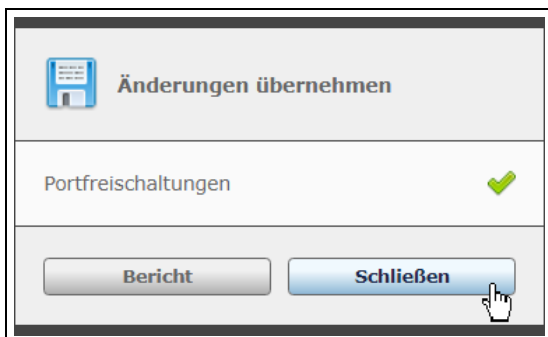 Änderungen übernehmen
Portfreischaltungen
Bericht
Schließen